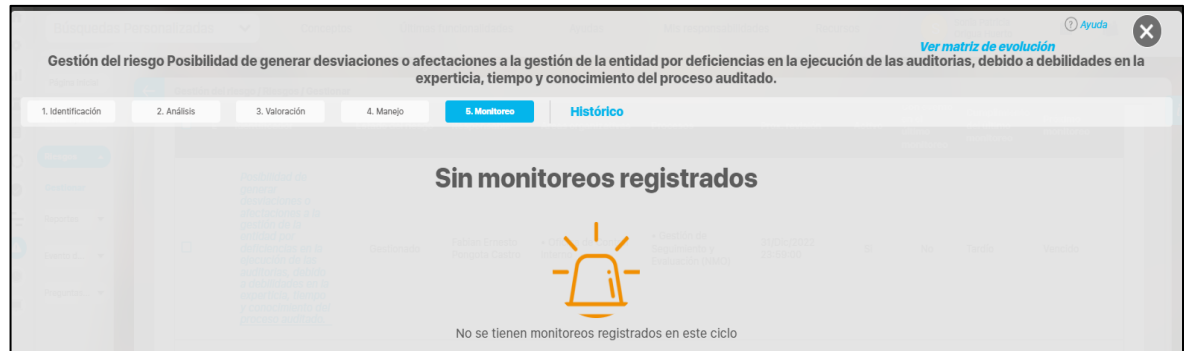 Ayuda
Ver matriz de evolución
Gestión del riesgo Posibilidad de generar desviaciones o afectaciones a la gestión de la entidad por deficiencias en la ejecución de las auditorias, debido a debilidades en la
experticia, tiempo y conocimiento del proceso auditado.
1. Identificación 2. Análisis 3. Valoración 4. Manejo 5. Monitoreo Histórico
Sin monitoreos registrados
No se tienen monitoreos registrados en este ciclo